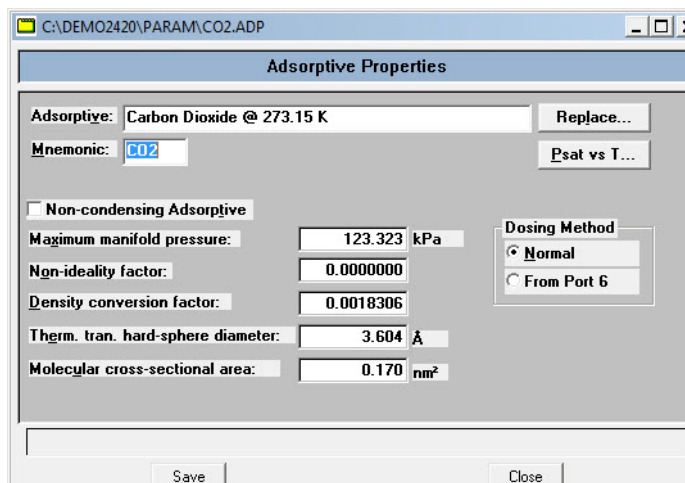 C:\DEMO2420\PARAM\CO2.ADP
Adsorptive Properties
Adsorptive: Carbon Dioxide @ 273.15 K Replace...
Mnemonic: CO2 Psat vs T...
Non-condensing Adsorptive
Dosing Method
Maximum manifold pressure: 123.323 kPa
Normal
Non-ideality factor: 0.0000000
From Port 6
Density conversion factor: 0.0018306
Therm. tran. hard-sphere diameter: 3.604 Å
Molecular cross-sectional area: 0.170 nm²
Save Close